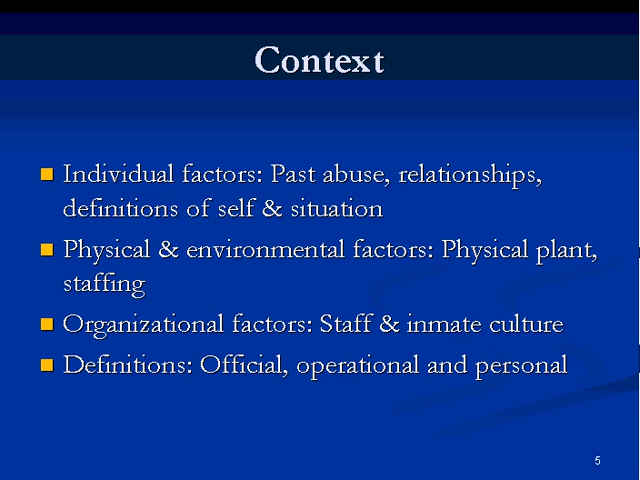 Context
Individual factors: Past abuse, relationships,
definitions of self & situation
Physical & environmental factors: Physical plant,
staffing
Organizational factors: Staff & inmate culture
Definitions: Official, operational and personal
5